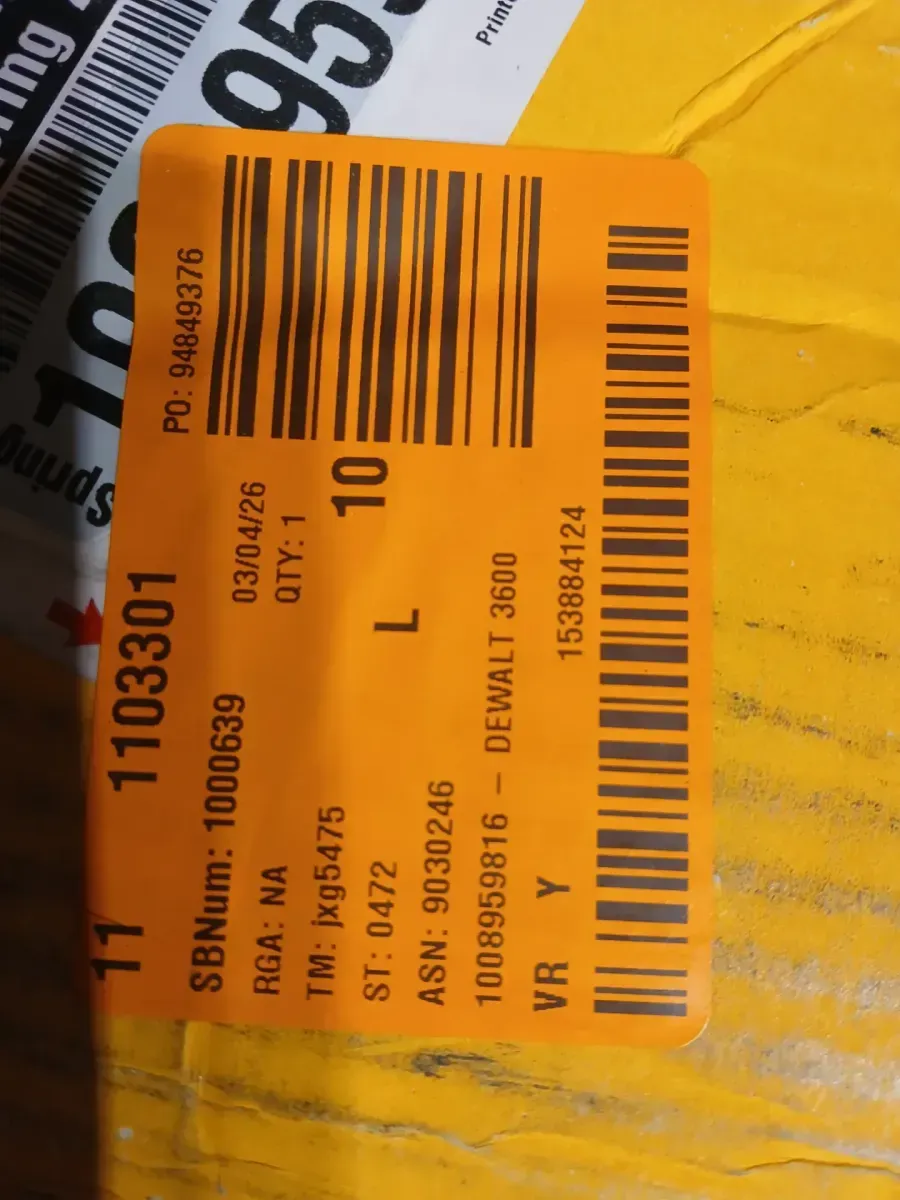 11 1103301
PO: 94849376
SBNum: 1000639
RGA: NA 03/04/26
TM: jxg5475 QTY: 1
ST: 0472 10
L
ASN: 9030246
1008959816 – DEWALT 3600
VR Y 153884124
Spring